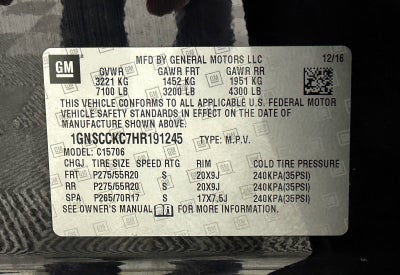 GM
MFD BY GENERAL MOTORS LLC 12/16
GVWR GAWR FRT GAWR RR
3221 KG 1452 KG 1951 KG
7100 LB 3200 LB 4300 LB
THIS VEHICLE CONFORMS TO ALL APPLICABLE U.S. FEDERAL MOTOR
VEHICLE SAFETY STANDARDS IN EFFECT ON THE DATE OF
MANUFACTURE SHOWN ABOVE.
1GNSCCKC7HR191245 TYPE: M.P.V.
MODEL: C15706
CHGJ TIRE SIZE SPEED RTG RIM COLD TIRE PRESSURE
FRT P275/55R20 S 20X9J 240KPA(35PSI)
RR P275/55R20 S 20X9J 240KPA(35PSI)
SPA P265/70R17 S 17X7.5J 240KPA(35PSI)
SEE OWNER'S MANUAL FOR MORE INFORMATION.